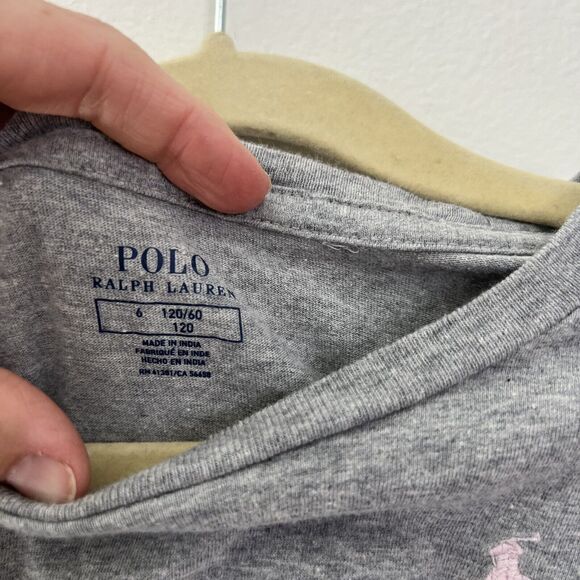 POLO
RALPH LAUREN
6 120/60
120
MADE IN INDIA
FABRIQUÉ EN INDE
HECHO EN INDIA
RN 41381/CA 56488